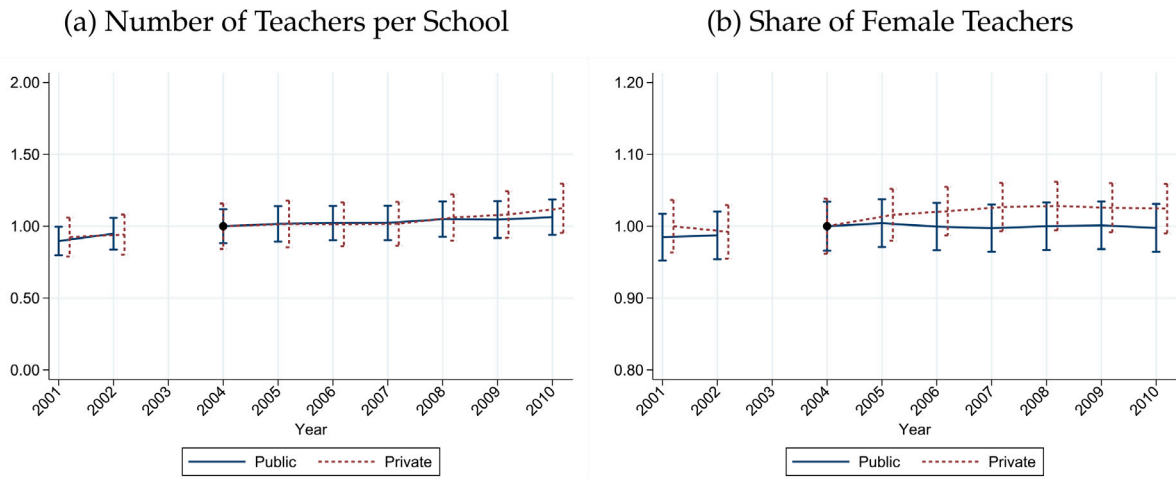 (a) Number of Teachers per School
2.00
1.50
1.00
0.50
0.00
2001 2002 2003 2004 2005 2006 2007 2008 2009 2010
Year
Public Private
(b) Share of Female Teachers
1.20
1.10
1.00
0.90
0.80
2001 2002 2003 2004 2005 2006 2007 2008 2009 2010
Year
Public Private